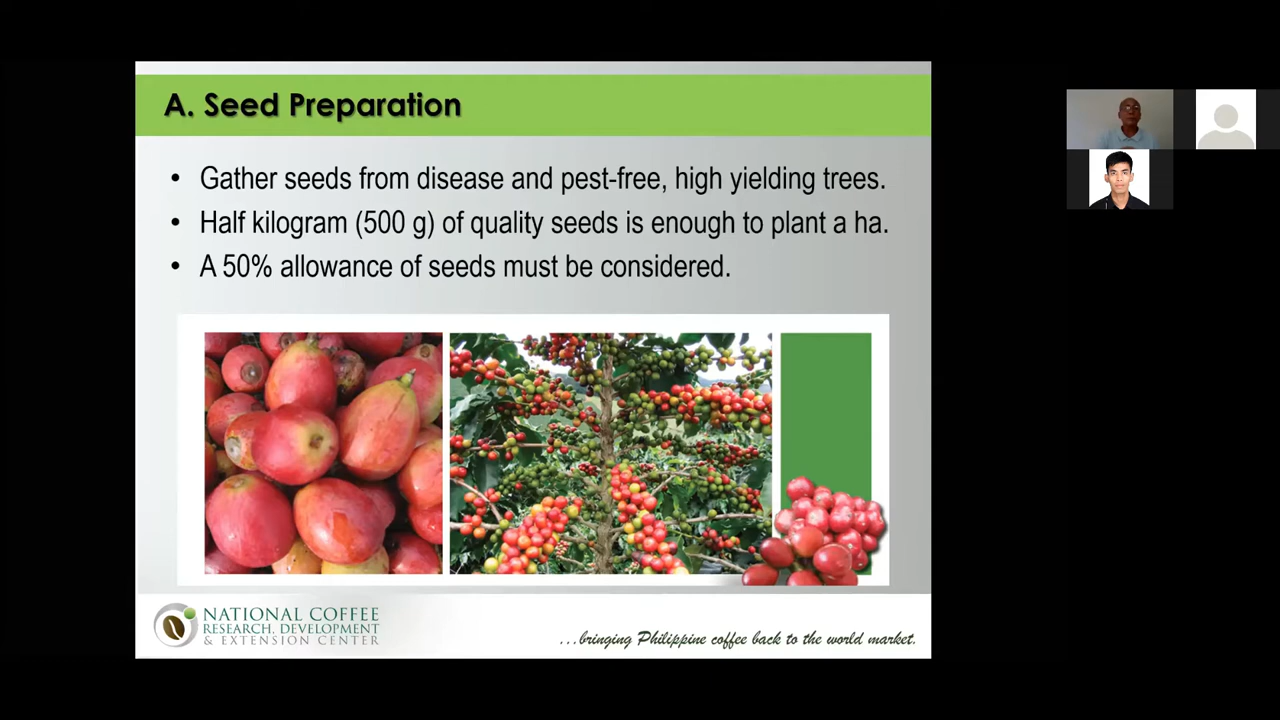 A. Seed Preparation
• Gather seeds from disease and pest-free, high yielding trees.
• Half kilogram (500 g) of quality seeds is enough to plant a ha.
• A 50% allowance of seeds must be considered.
NATIONAL COFFEE
RESEARCH, DEVELOPMENT
& EXTENSION CENTER
...bringing Philippine coffee back to the world market.